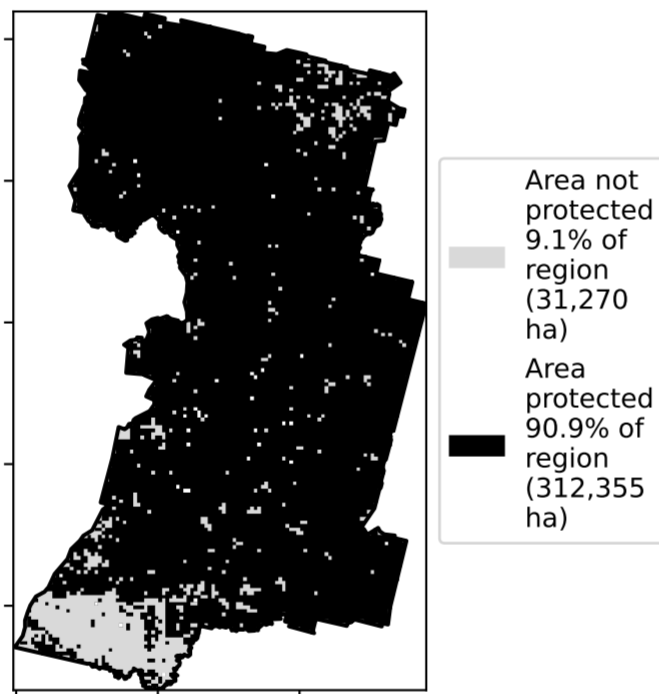 Area not
protected
9.1% of
region
(31,270
ha)
Area
protected
90.9% of
region
(312,355
ha)